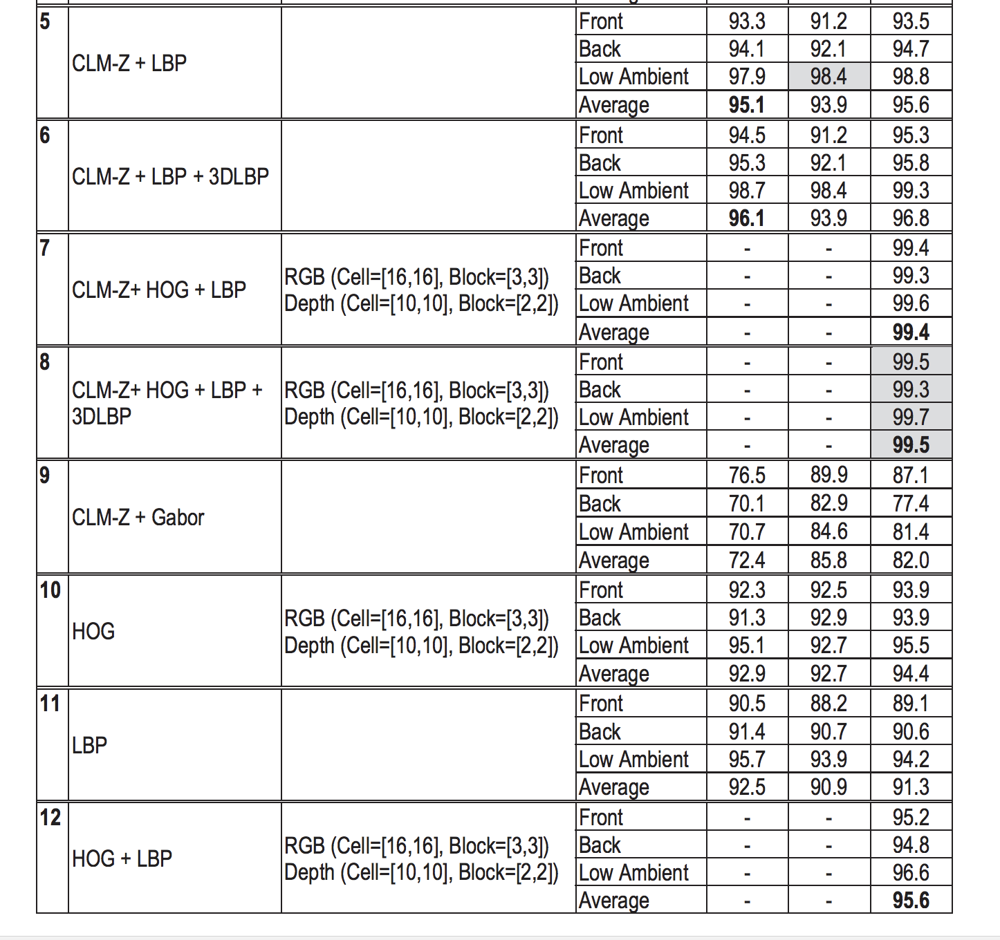 5
CLM-Z + LBP
Front 93.3 91.2 93.5
Back 94.1 92.1 94.7
Low Ambient 97.9 98.4 98.8
Average 95.1 93.9 95.6
6
CLM-Z + LBP + 3DLBP
Front 94.5 91.2 95.3
Back 95.3 92.1 95.8
Low Ambient 98.7 98.4 99.3
Average 96.1 93.9 96.8
7
CLM-Z+ HOG + LBP
RGB (Cell=[16,16], Block=[3,3])
Depth (Cell=[10,10], Block=[2,2])
Front - - 99.4
Back - - 99.3
Low Ambient - - 99.6
Average - - 99.4
8
CLM-Z+ HOG + LBP +
3DLBP
RGB (Cell=[16,16], Block=[3,3])
Depth (Cell=[10,10], Block=[2,2])
Front - - 99.5
Back - - 99.3
Low Ambient - - 99.7
Average - - 99.5
9
CLM-Z + Gabor
Front 76.5 89.9 87.1
Back 70.1 82.9 77.4
Low Ambient 70.7 84.6 81.4
Average 72.4 85.8 82.0
10
HOG
RGB (Cell=[16,16], Block=[3,3])
Depth (Cell=[10,10], Block=[2,2])
Front 92.3 92.5 93.9
Back 91.3 92.9 93.9
Low Ambient 95.1 92.7 95.5
Average 92.9 92.7 94.4
11
LBP
Front 90.5 88.2 89.1
Back 91.4 90.7 90.6
Low Ambient 95.7 93.9 94.2
Average 92.5 90.9 91.3
12
HOG + LBP
RGB (Cell=[16,16], Block=[3,3])
Depth (Cell=[10,10], Block=[2,2])
Front - - 95.2
Back - - 94.8
Low Ambient - - 96.6
Average - - 95.6